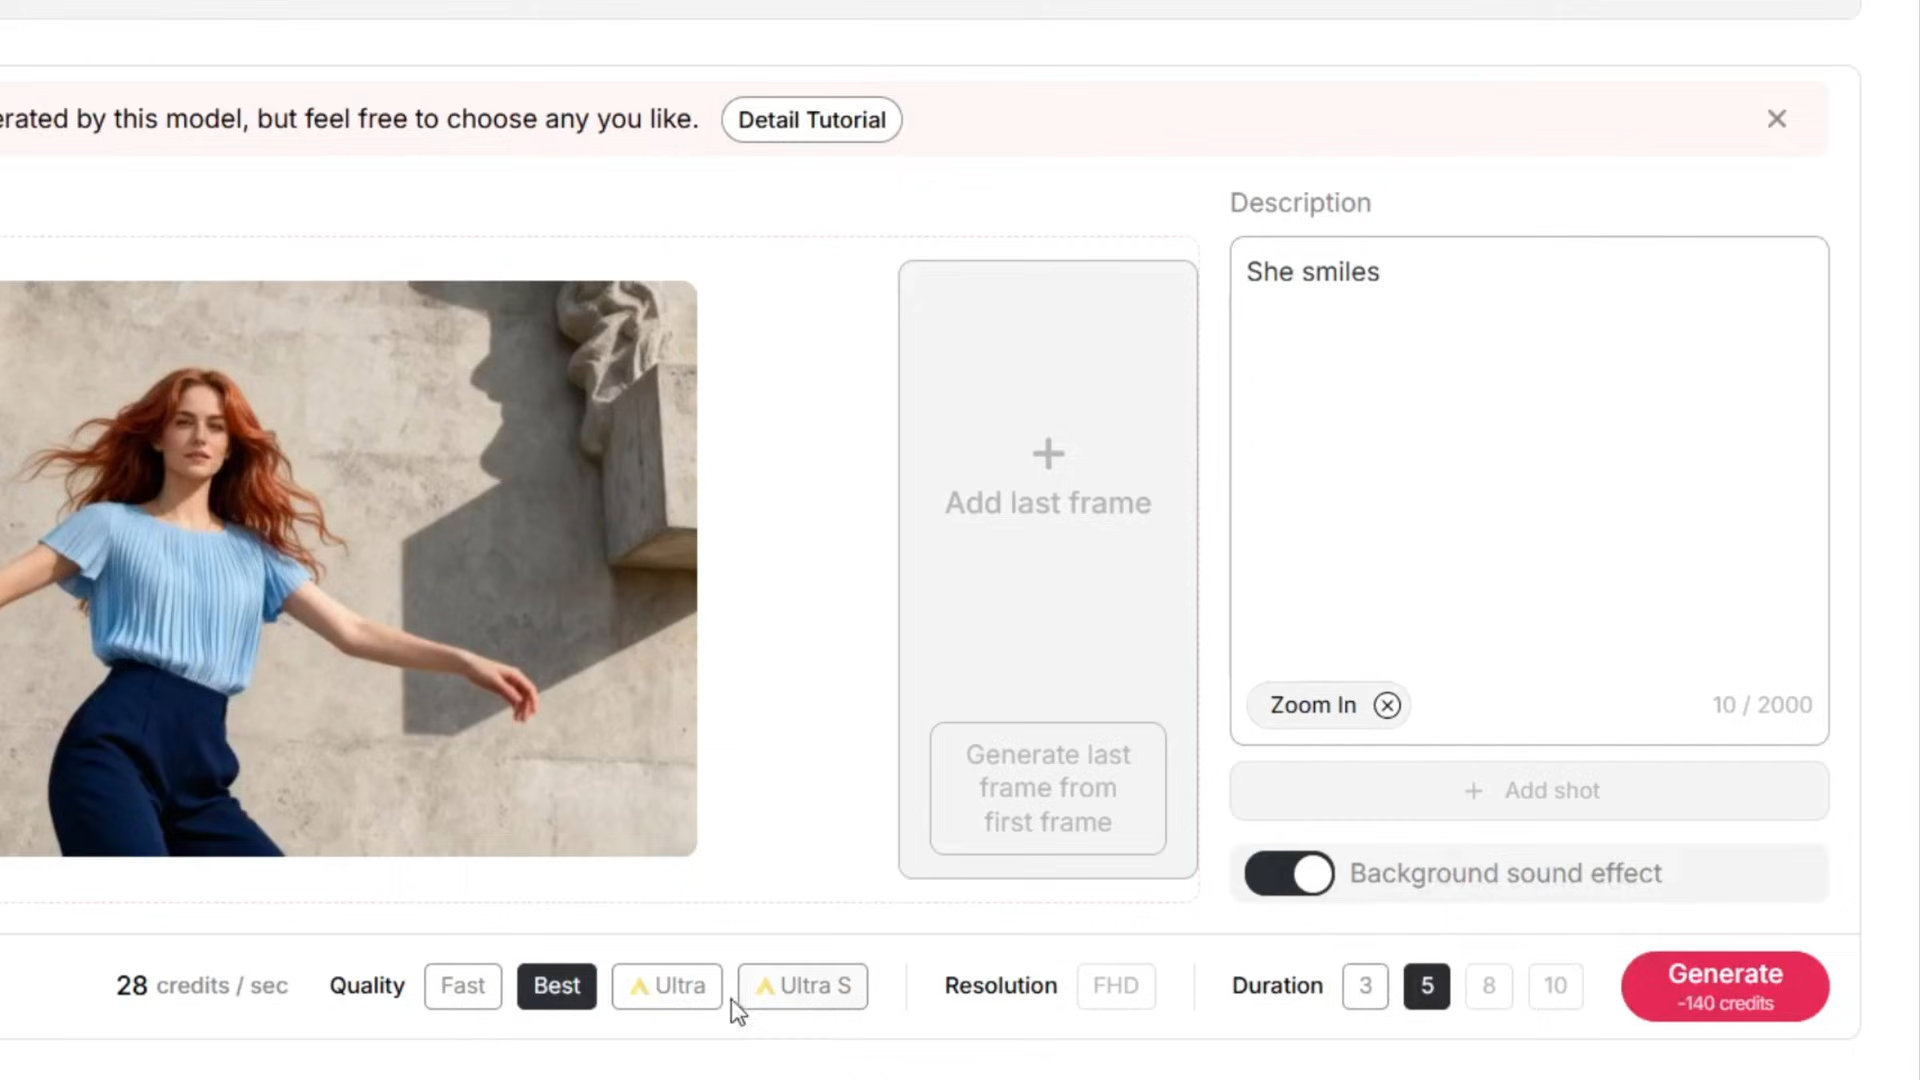 erated by this model, but feel free to choose any you like.
Detail Tutorial
Description
She smiles
Add last frame
Generate last
frame from
first frame
Zoom In
10 / 2000
+ Add shot
Background sound effect
28 credits / sec
Quality
Fast
Best
Ultra
Ultra S
Resolution
FHD
Duration
3
5
8
10
Generate
-140 credits